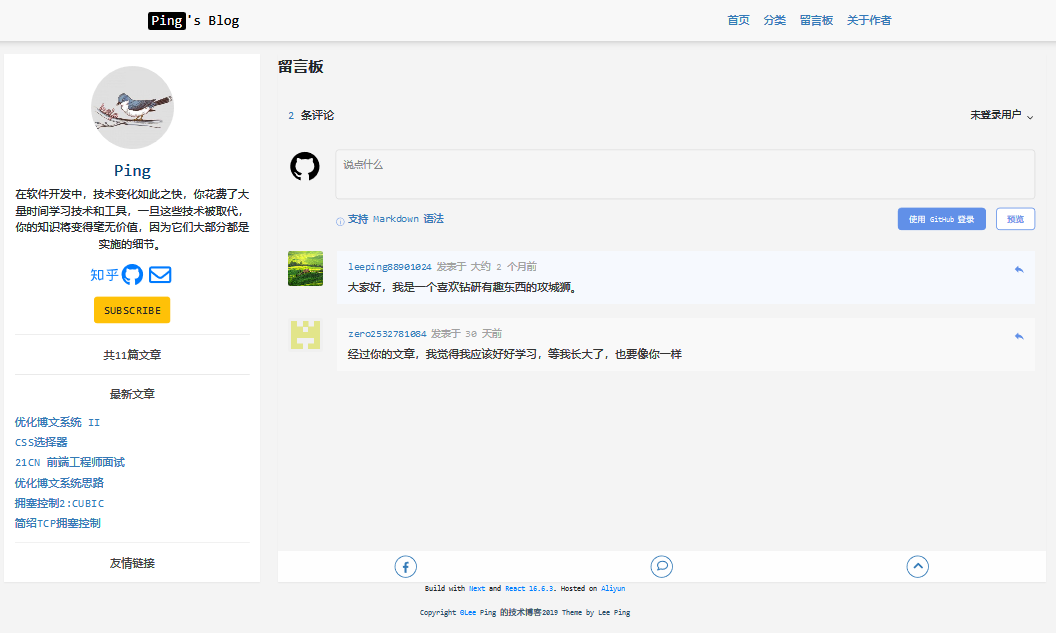 Ping's Blog
首页 分类 留言板 关于作者
Ping
在软件开发中，技术变化如此之快，你花费了大
量时间学习技术和工具，一旦这些技术被取代，
你的知识将变得毫无价值，因为它们大部分都是
实施的细节。
知乎
SUBSCRIBE
共11篇文章
最新文章
优化博文系统 II
CSS选择器
21CN 前端工程师面试
优化博文系统思路
拥塞控制2:CUBIC
简绍TCP拥塞控制
友情链接
留言板
2 条评论
未登录用户
说点什么
支持 Markdown 语法
使用 GitHub 登录
预览
leeping88901024 发表于 大约 2 个月前
大家好，我是一个喜欢钻研有趣东西的攻城狮。
zero2532781084 发表于 30 天前
经过你的文章，我觉得我应该好好学习，等我长大了，也要像你一样
Build with Next and React 16.6.3. Hosted on Aliyun
Copyright @Lee Ping 的技术博客2019 Theme by Lee Ping